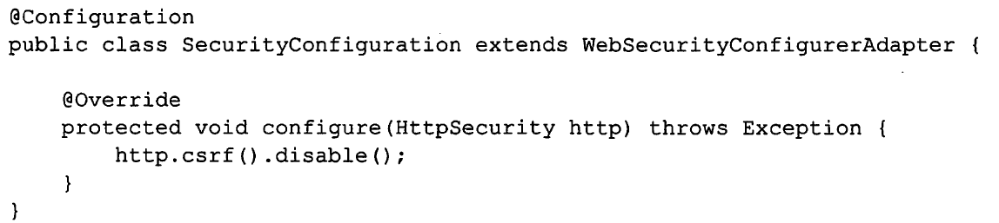 @Configuration
public class SecurityConfiguration extends WebSecurityConfigurerAdapter {
    @Override
    protected void configure(HttpSecurity http) throws Exception {
        http.csrf().disable();
    }
}